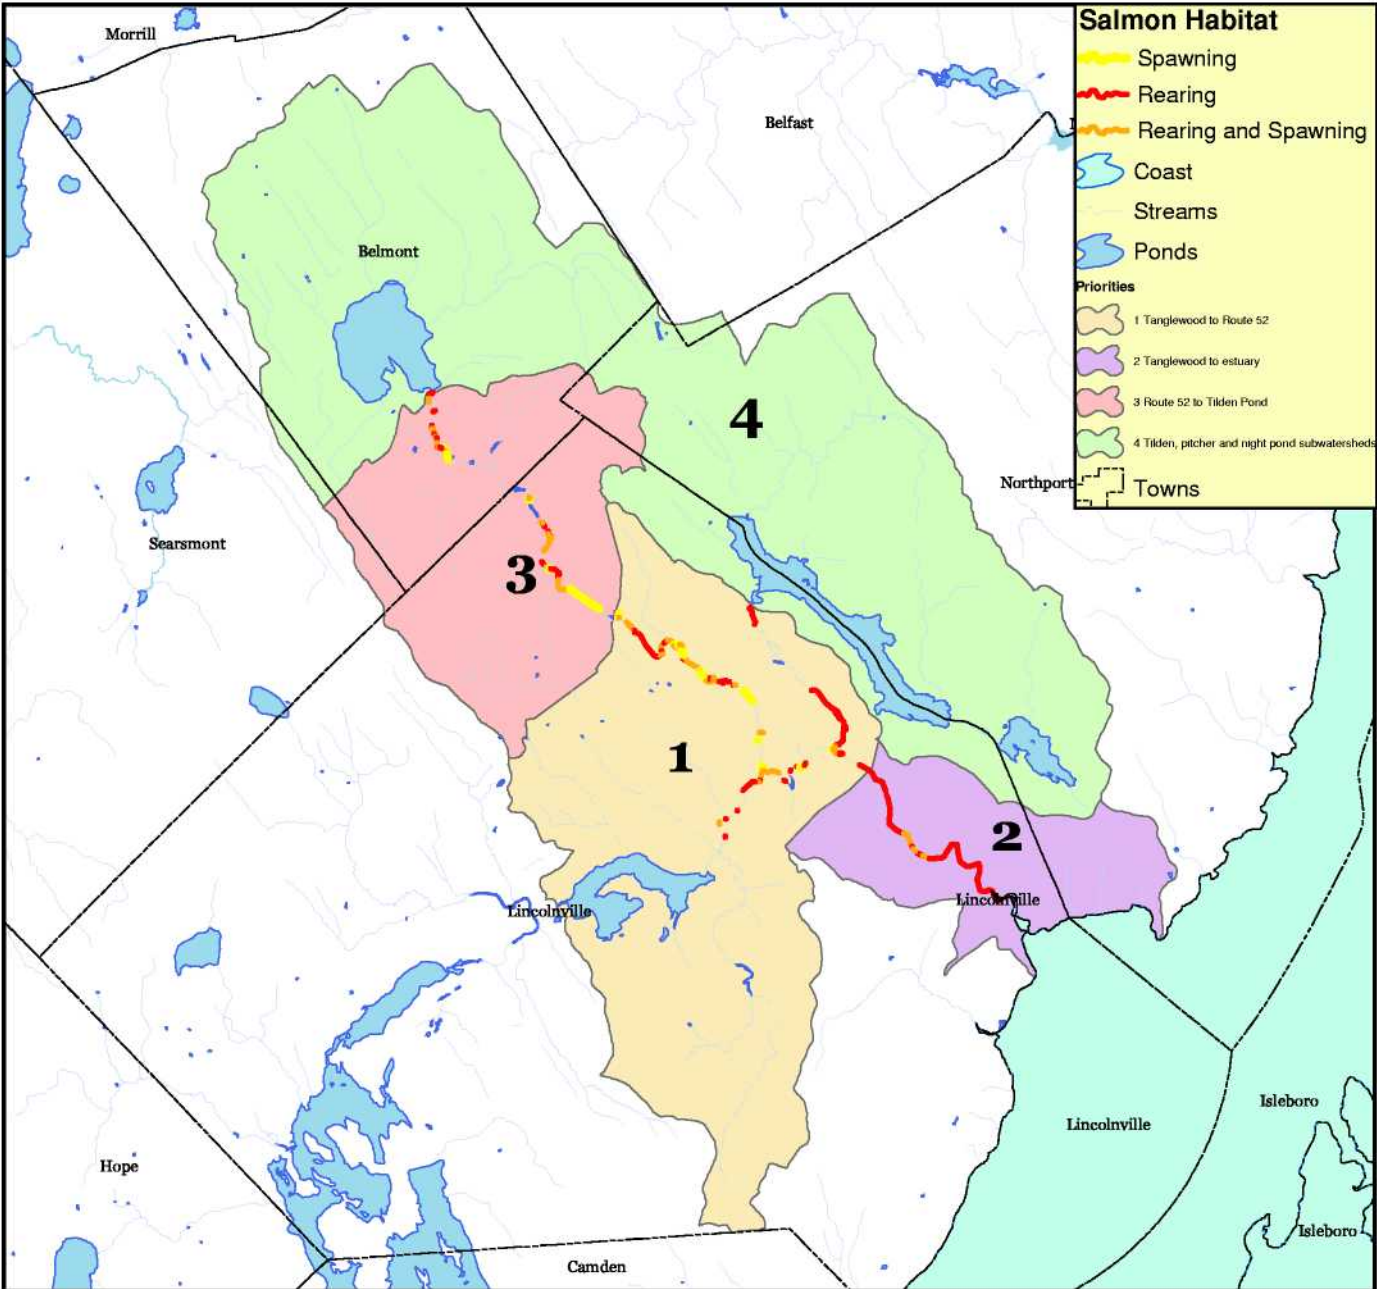 Morrill
Belfast
Belmont
Northport
Searsmont
Lincolnville
Lincolnville
Lincolnville
Isleboro
Isleboro
Hope
Camden
4
3
1
2
Salmon Habitat
Spawning
Rearing
Rearing and Spawning
Coast
Streams
Ponds
Priorities
1 Tanglewood to Route 52
2 Tanglewood to estuary
3 Route 52 to Tilden Pond
4 Tilden, pitcher and night pond subwatersheds
Towns